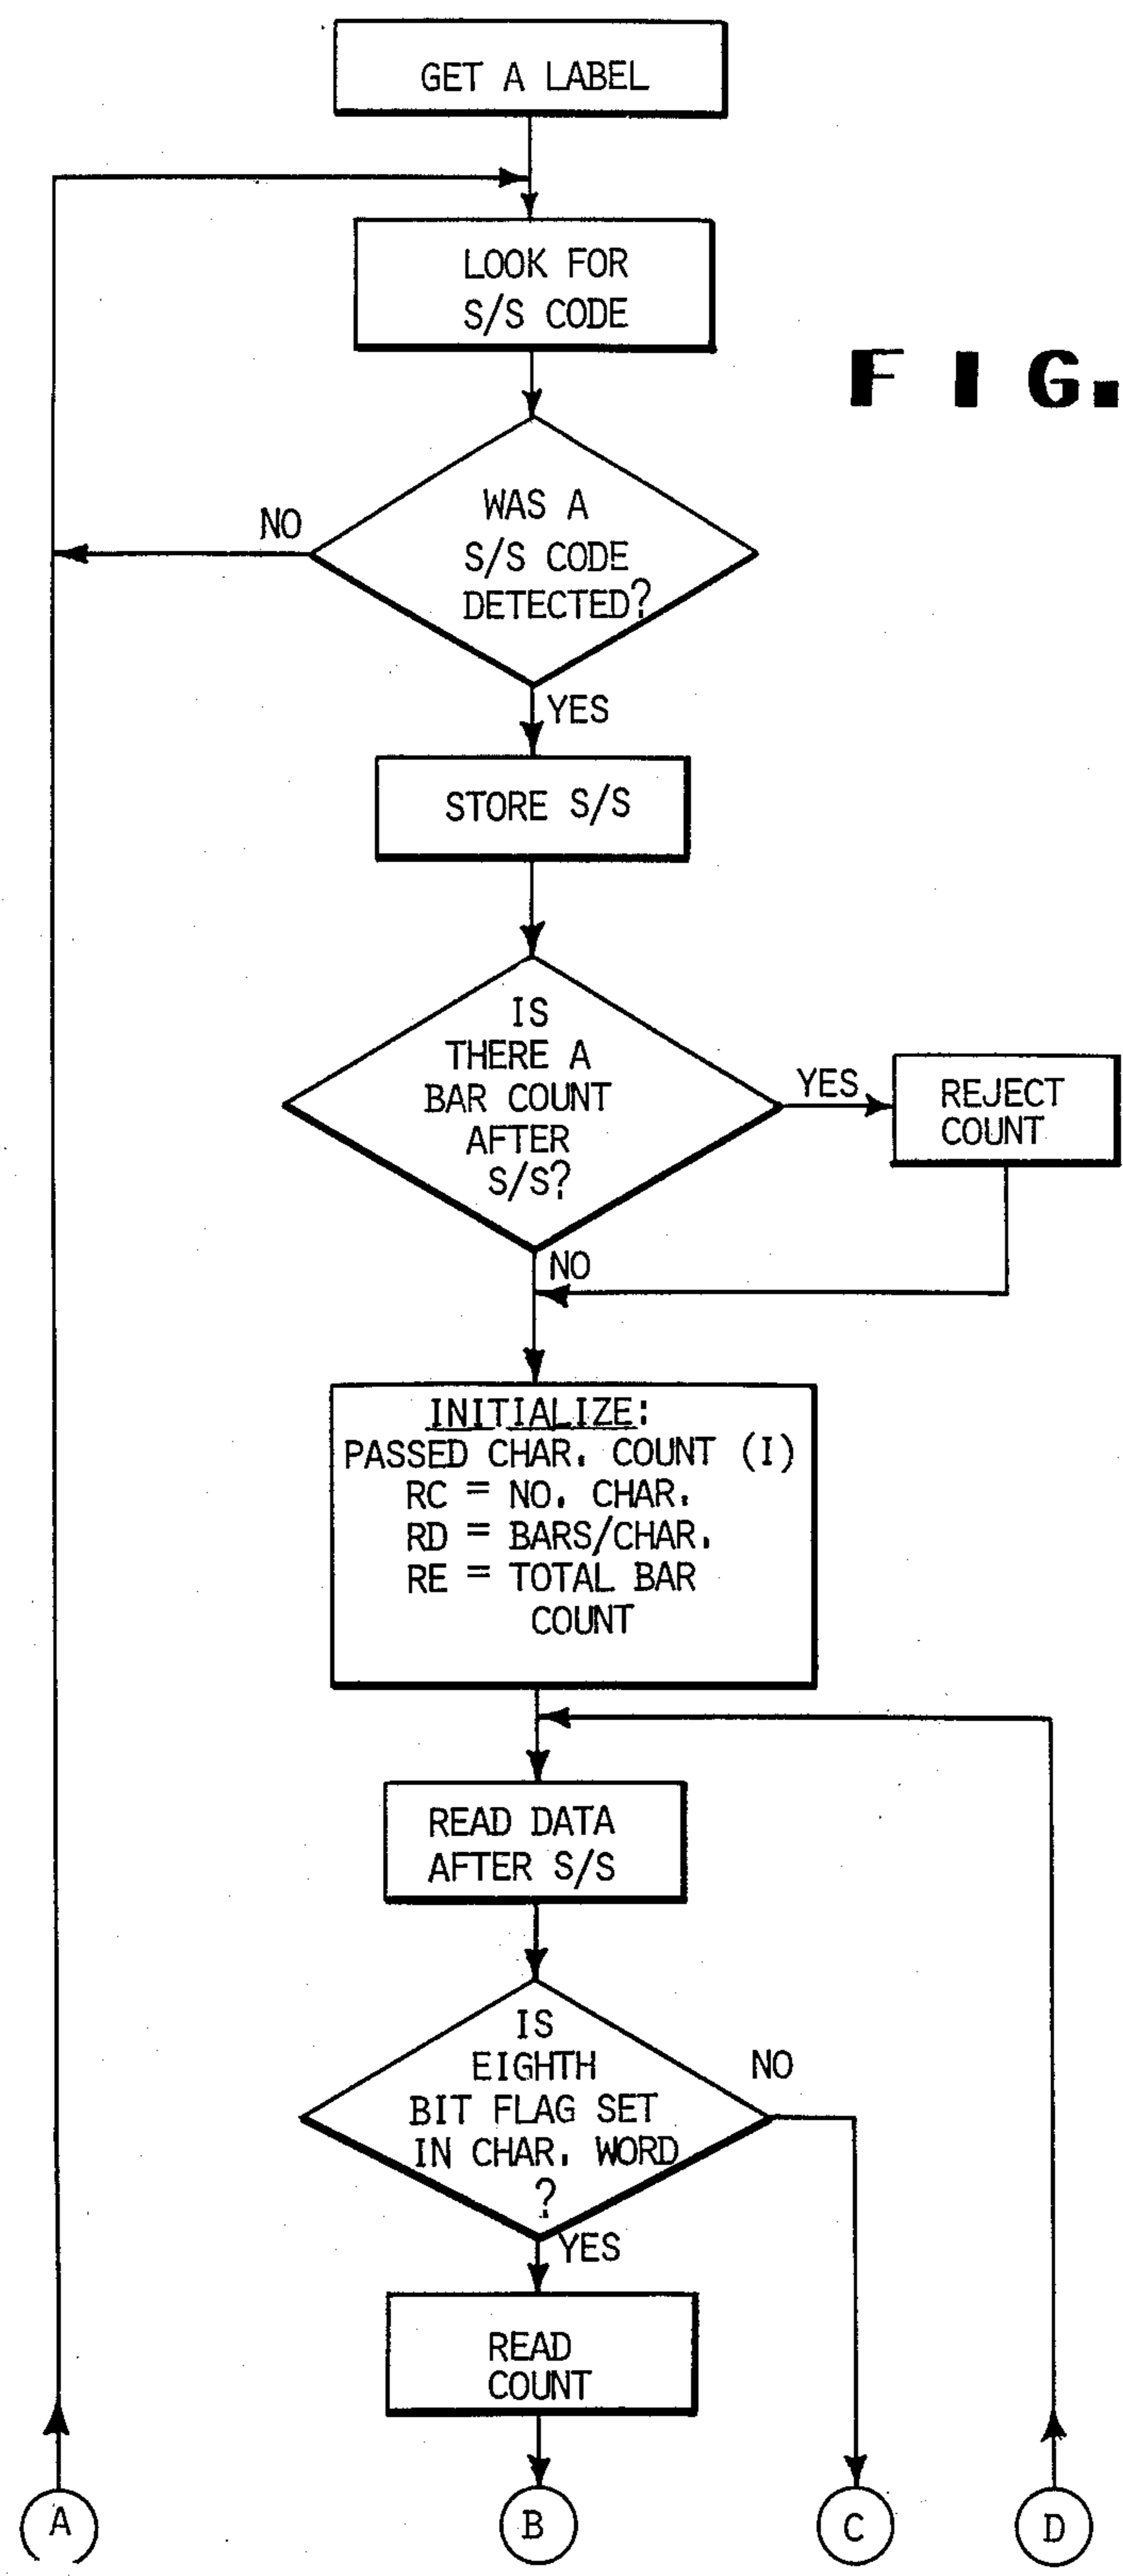 GET A LABEL
LOOK FOR
S/S CODE
FIG.
WAS A
S/S CODE
DETECTED?
NO
YES
STORE S/S
IS
THERE A
BAR COUNT
AFTER
S/S?
YES
REJECT
COUNT
NO
INITIALIZE:
PASSED CHAR. COUNT (I)
RC = NO. CHAR.
RD = BARS/CHAR.
RE = TOTAL BAR
COUNT
READ DATA
AFTER S/S
IS
EIGHTH
BIT FLAG SET
IN CHAR. WORD
?
NO
YES
READ
COUNT
A
B
C
D